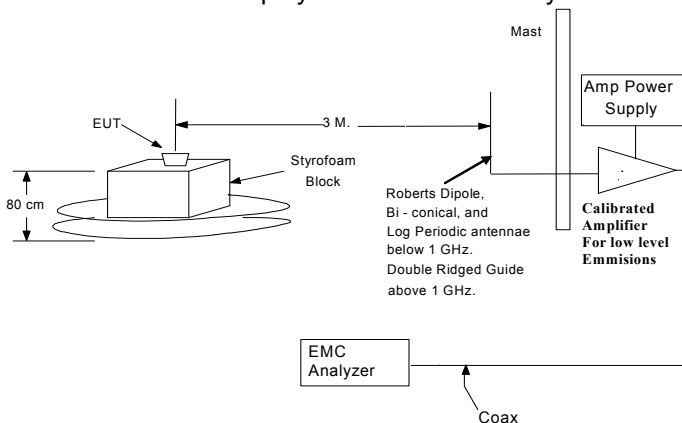 Mast
Amp Power
Supply
EUT
3 M.
Styrofoam
Block
80 cm
Roberts Dipole,
Bi - conical, and
Log Periodic antennae
below 1 GHz.
Double Ridged Guide
above 1 GHz.
Calibrated
Amplifier
For low level
Emmisions
EMC
Analyzer
Coax